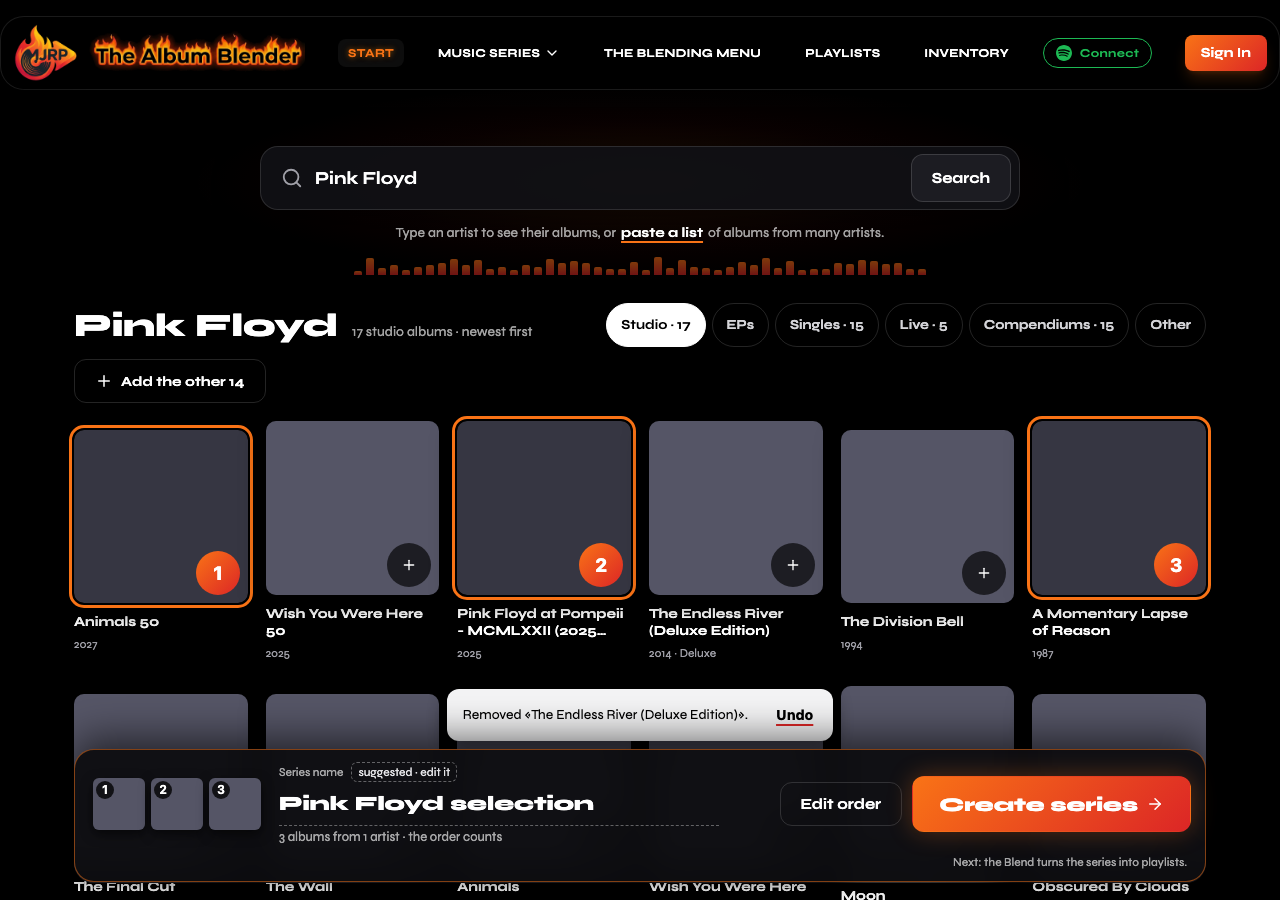 JRP The Album Blender START MUSIC SERIES THE BLENDING MENU PLAYLISTS INVENTORY Connect Sign In
Pink Floyd Search
Type an artist to see their albums, or paste a list of albums from many artists.
Pink Floyd 17 studio albums · newest first Studio · 17 EPs Singles · 15 Live · 5 Compendiums · 15 Other
+ Add the other 14
1 + 2 + + 3
Animals 50
2027
Wish You Were Here
50
2025
Pink Floyd at Pompeii
- MCMLXXII (2025...
2025
The Endless River
(Deluxe Edition)
2014 · Deluxe
The Division Bell
1994
A Momentary Lapse
of Reason
1987
Removed «The Endless River (Deluxe Edition)». Undo
1 2 3
Series name suggested · edit it
Pink Floyd selection
3 albums from 1 artist · the order counts
Edit order
Create series →
Next: the Blend turns the series into playlists.
The Final Cut The Wall Animals Wish You Were Here Obscured By Clouds
Moon